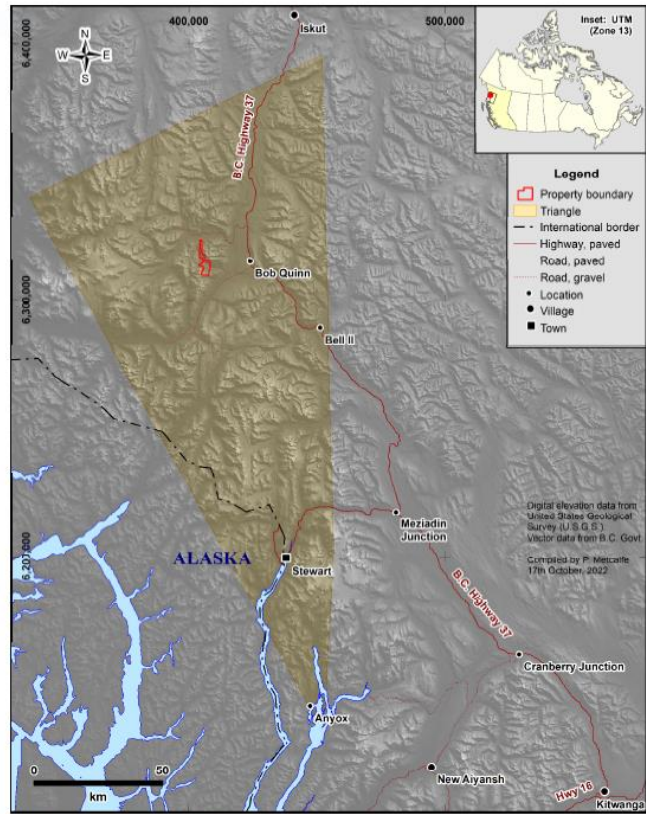 400,000
500,000
6,400,000
6,300,000
6,200,000
N
W E
S
Iskut
B.C. Highway 37
Bob Quinn
Bell II
Meziadin
Junction
ALASKA
Stewart
B.C. Highway 37
Cranberry Junction
Anyox
New Aiyansh
Hwy 16
Kitwanga
0 50
km
Inset: UTM
(Zone 13)
Legend
Property boundary
Triangle
International border
Highway, paved
Road, paved
Road, gravel
Location
Village
Town
Digital elevation data from
United States Geological
Survey (U.S.G.S.)
Vector data from B.C. Govt
Compiled by P. Metcalfe
17th October, 2022